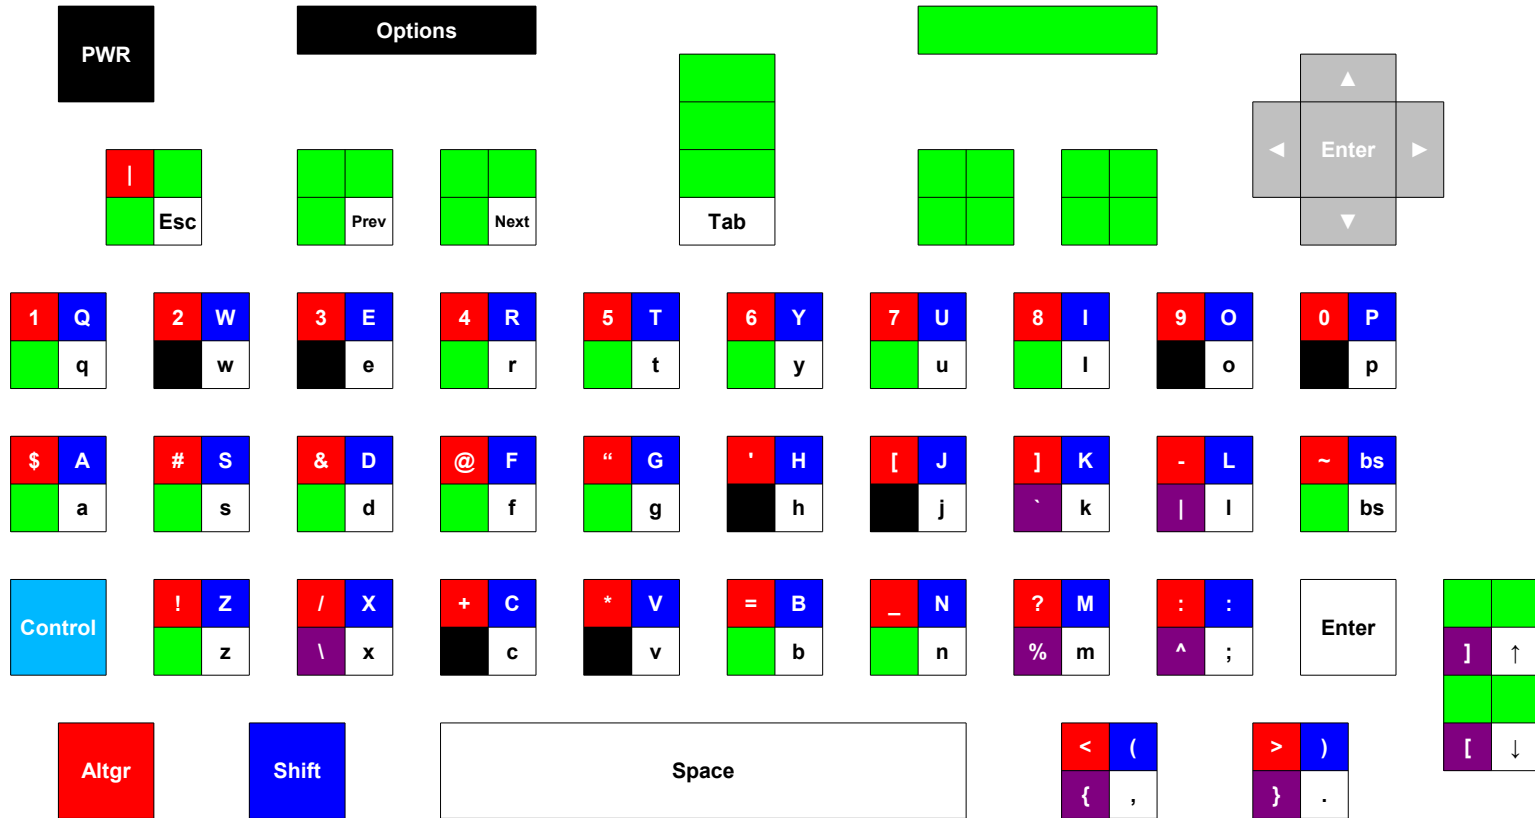 PWR Options
▲
| ◄ Enter ►
Esc Prev Next Tab ▼
1 Q 2 W 3 E 4 R 5 T 6 Y 7 U 8 I 9 O 0 P
q w e r t y u l o p
$ A # S & D @ F “ G ' H [ J ] K - L ~ bs
a s d f g h j ` k | l bs
Control ! Z / X + C * V = B _ N ? M : : Enter
z \ x c v b n % m ^ ; ] ↑
Altgr Shift Space < ( > ) [ ↓
{ , } .